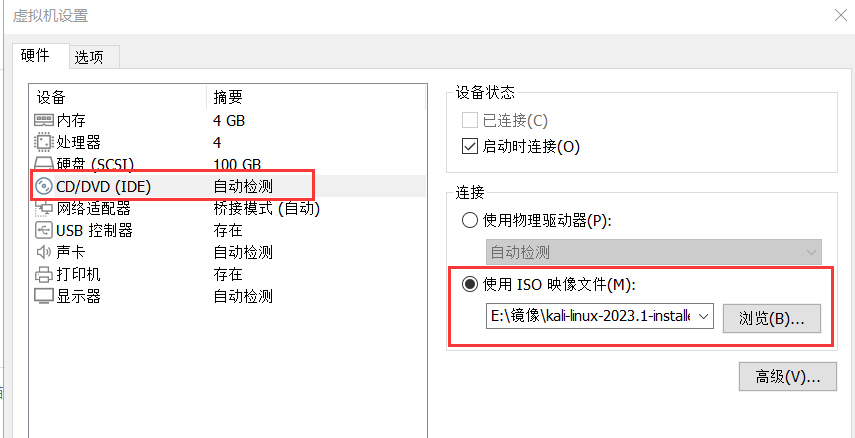 虚拟机设置
硬件 选项
设备 摘要
内存 4 GB
处理器 4
硬盘 (SCSI) 100 GB
CD/DVD (IDE) 自动检测
网络适配器 桥接模式 (自动)
USB 控制器 存在
声卡 自动检测
打印机 存在
显示器 自动检测
设备状态
已连接(C)
启动时连接(O)
连接
使用物理驱动器(P):
自动检测
使用 ISO 映像文件(M):
E:\镜像\kali-linux-2023.1-installe
浏览(B)...
高级(V)...